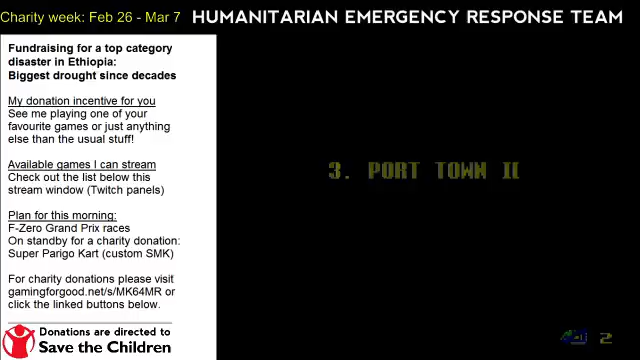 Charity week: Feb 26 - Mar 7 HUMANITARIAN EMERGENCY RESPONSE TEAM
Fundraising for a top category
disaster in Ethiopia:
Biggest drought since decades
My donation incentive for you
See me playing one of your
favourite games or just anything
else than the usual stuff!
Available games I can stream
Check out the list below this
stream window (Twitch panels)
Plan for this morning:
F-Zero Grand Prix races
On standby for a charity donation:
Super Parigo Kart (custom SMK)
For charity donations please visit
gamingforgood.net/s/MK64MR or
click the linked buttons below.
Donations are directed to
Save the Children
3. PORT TOWN II
2